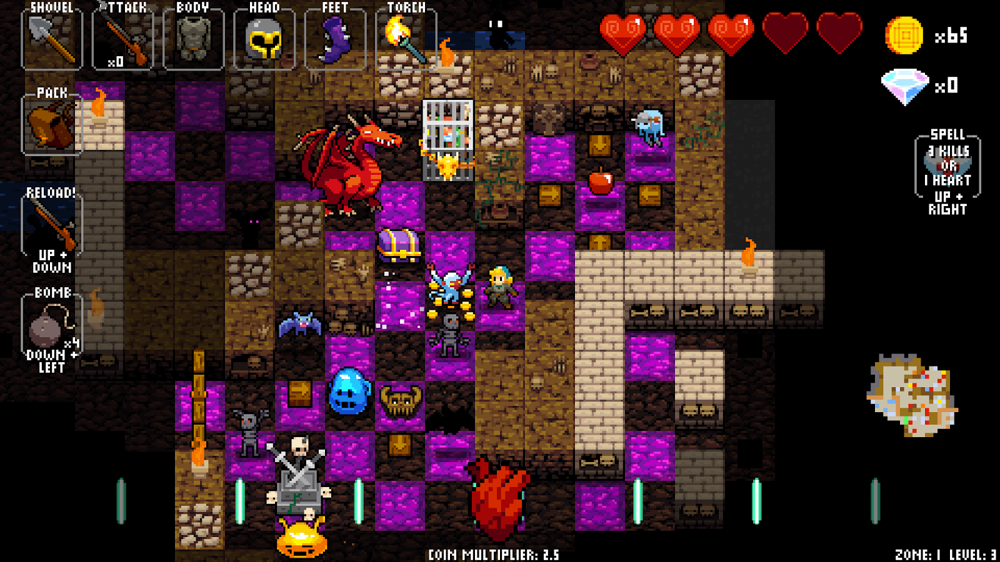 SHOVEL
ATTACK
BODY
HEAD
FEET
TORCH
x0
x65
x0
PACK
SPELL
3 KILLS
OR
1 HEART
UP +
RIGHT
RELOAD!
UP +
DOWN
BOMB
x4
DOWN +
LEFT
COIN MULTIPLIER: 2.5
ZONE: 1 LEVEL: 3